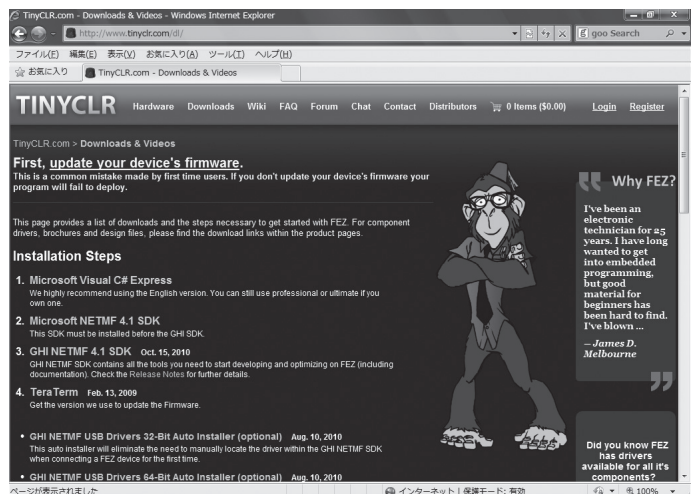 TinyCLR.com - Downloads & Videos - Windows Internet Explorer
http://www.tinyclr.com/dl/
goo Search
ファイル(F) 編集(E) 表示(V) お気に入り(A) ツール(T) ヘルプ(H)
お気に入り TinyCLR.com - Downloads & Videos
TINYCLR Hardware Downloads Wiki FAQ Forum Chat Contact Distributors 0 Items ($0.00) Login Register
TinyCLR.com > Downloads & Videos
First, update your device's firmware.
This is a common mistake made by first time users. If you don't update your device's firmware your
program will fail to deploy.
This page provides a list of downloads and the steps necessary to get started with FEZ. For component
drivers, brochures and design files, please find the download links within the product pages.
Installation Steps
1. Microsoft Visual C# Express
We highly recommend using the English version. You can still use professional or ultimate if you
own one.
2. Microsoft NETMF 4.1 SDK
This SDK must be installed before the GHI SDK.
3. GHI NETMF 4.1 SDK Oct. 15, 2010
GHI NETMF SDK contains all the tools you need to start developing and optimizing on FEZ (including
documentation). Check the Release Notes for further details.
4. TeraTerm Feb. 13, 2009
Get the version we use to update the Firmware.
• GHI NETMF USB Drivers 32-Bit Auto Installer (optional) Aug. 10, 2010
This auto installer will eliminate the need to manually locate the driver within the GHI NETMF SDK
when connecting a FEZ device for the first time.
• GHI NETMF USB Drivers 64-Bit Auto Installer (optional) Aug. 10, 2010
Why FEZ?
I've been an
electronic
technician for 25
years. I have long
wanted to get
into embedded
programming,
but good
material for
beginners has
been hard to find.
I've blown ...
– James D.
Melbourne
Did you know FEZ
has drivers
available for all it's
components?
ページが表示されました インターネット | 保護モード: 有効 100%